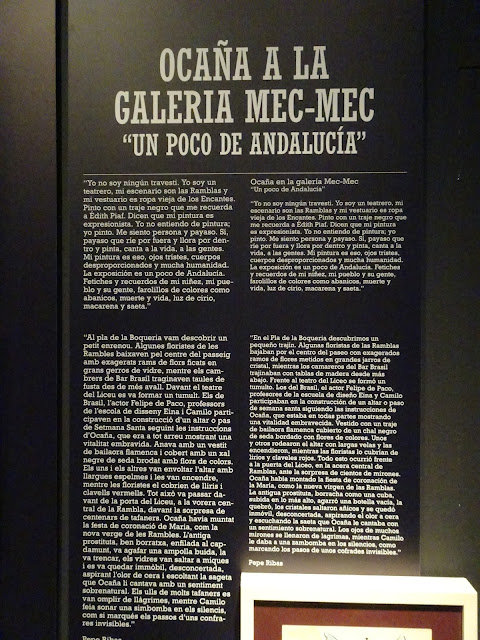 OCAÑA A LA
GALERIA MEC-MEC
“UN POCO DE ANDALUCÍA”
“Yo no soy ningún travesti. Yo soy un
teatrero, mi escenario son las Ramblas y
mi vestuario es ropa vieja de los Encantes.
Pinto con un traje negro que me recuerda
a Édith Piaf. Dicen que mi pintura es
expresionista. Yo no entiendo de pintura;
yo pinto. Me siento persona y payaso. Sí,
payaso que ríe por fuera y llora por den-
tro y pinta, canta a la vida, a las gentes.
Mi pintura es eso, ojos tristes, cuerpos
desproporcionados y mucha humanidad.
La exposición es un poco de Andalucía.
Fetiches y recuerdos de mi niñez, mi pue-
blo y su gente, farolillos de colores como
abanicos, muerte y vida, luz de cirio,
macarena y saeta.”
Ocaña en la galería Mec-Mec
“Un poco de Andalucía”
“Yo no soy ningún travesti. Yo soy un teatrero, mi
escenario son las Ramblas y mi vestuario es ropa
vieja de los Encantes. Pinto con un traje negro que
me recuerda a Édith Piaf. Dicen que mi pintura
es expresionista. Yo no entiendo de pintura; yo
pinto. Me siento persona y payaso. Sí, payaso que
ríe por fuera y llora por dentro y pinta, canta a la
vida, a las gentes. Mi pintura es eso, ojos tristes,
cuerpos desproporcionados y mucha humanidad.
La exposición es un poco de Andalucía. Fetiches
y recuerdos de mi niñez, mi pueblo y su gente,
farolillos de colores como abanicos, muerte y
vida, luz de cirio, macarena y saeta.”
“Al pla de la Boqueria vam descobrir un
petit enrenou. Algunes floristes de les
Rambles baixaven pel centre del passeig
amb exagerats rams de flors ficats en
grans gerros de vidre, mentre els cam-
brers de Bar Brasil traginaven taules de
fusta des de més avall. Davant el teatre
del Liceu es va formar un tumult. Els de
Brasil, l’actor Felipe de Paco, professors
de l’escola de disseny Eina i Camilo parti-
cipaven en la construcció d’un altar o pas
de Setmana Santa seguint les instruccions
d’Ocaña, que era a tot arreu mostrant una
vitalitat embravida. Anava amb un vestit
de bailaora flamenca i cobert amb un xal
negre de seda brodat amb flors de colors.
Els uns i els altres van envoltar l’altar amb
llargues espelmes i les van encendre,
mentre les floristes el cobrien de lliris i
clavells vermells. Tot això va passar da-
vant de la porta del Liceu, a la vorera cen-
tral de la Rambla, davant la sorpresa de
centenars de tafaners. Ocaña havia muntat
la festa de coronació de Maria, com la
nova verge de les Rambles. L’antiga
prostituta, ben borratxa, enfilada al cap-
damunt, va agafar una ampolla buida, la
va trencar, els vidres van saltar a miques
i es va quedar immòbil, desconcertada,
aspirant l’olor de cera i escoltant la sageta
que Ocaña li cantava amb un sentiment
sobrenatural. Els ulls de molts tafaners es
van omplir de llàgrimes, mentre Camilo
feia sonar una simbomba en els silencis,
com si marqués els passos d’uns confra-
res invisibles.”
Pepe Ribas
“En el Pla de la Boqueria descubrimos un
pequeño trajín. Algunas floristas de las Ramblas
bajaban por el centro del paseo con exagerados
ramos de flores metidos en grandes jarros de
cristal, mientras los camareros del Bar Brasil
trajinaban con tablas de madera desde más
abajo. Frente al teatro del Liceo se formó un
tumulto. Los del Brasil, el actor Felipe de Paco,
profesores de la escuela de diseño Eina y Camilo
participaban en la construcción de un altar o paso
de semana santa siguiendo las instrucciones de
Ocaña, que estaba en todas partes mostrando
una vitalidad contagiosa. Vestido con un traje
de bailaora flamenca cubierto de un chal negro
de seda bordado con flores de colores. Unos
y otros rodearon el altar con largas velas y las
encendieron, mientras las floristas lo cubrían de
lirios y claveles rojos. Todo esto ocurrió frente
a la puerta del Liceo, en la acera central de
Ramblas, ante la sorpresa de cientos de mirones.
Ocaña había montado la fiesta de coronación de
la María, como la nueva virgen de las Ramblas.
La antigua prostituta, borracha como una cuba,
subida en lo más alto, agarró una botella vacía, la
quebró, los cristales saltaron añicos y se quedó
inmóvil, desconcertada, aspirando el olor a cera
y escuchando la saeta que Ocaña le cantaba con
un sentimiento sobrenatural. Los ojos de muchos
mirones se llenaron de lágrimas, mientras Camilo
le daba a una zambomba en los silencios, como
marcando los pasos de unos cofrades invisibles.”
Pepe Ribas